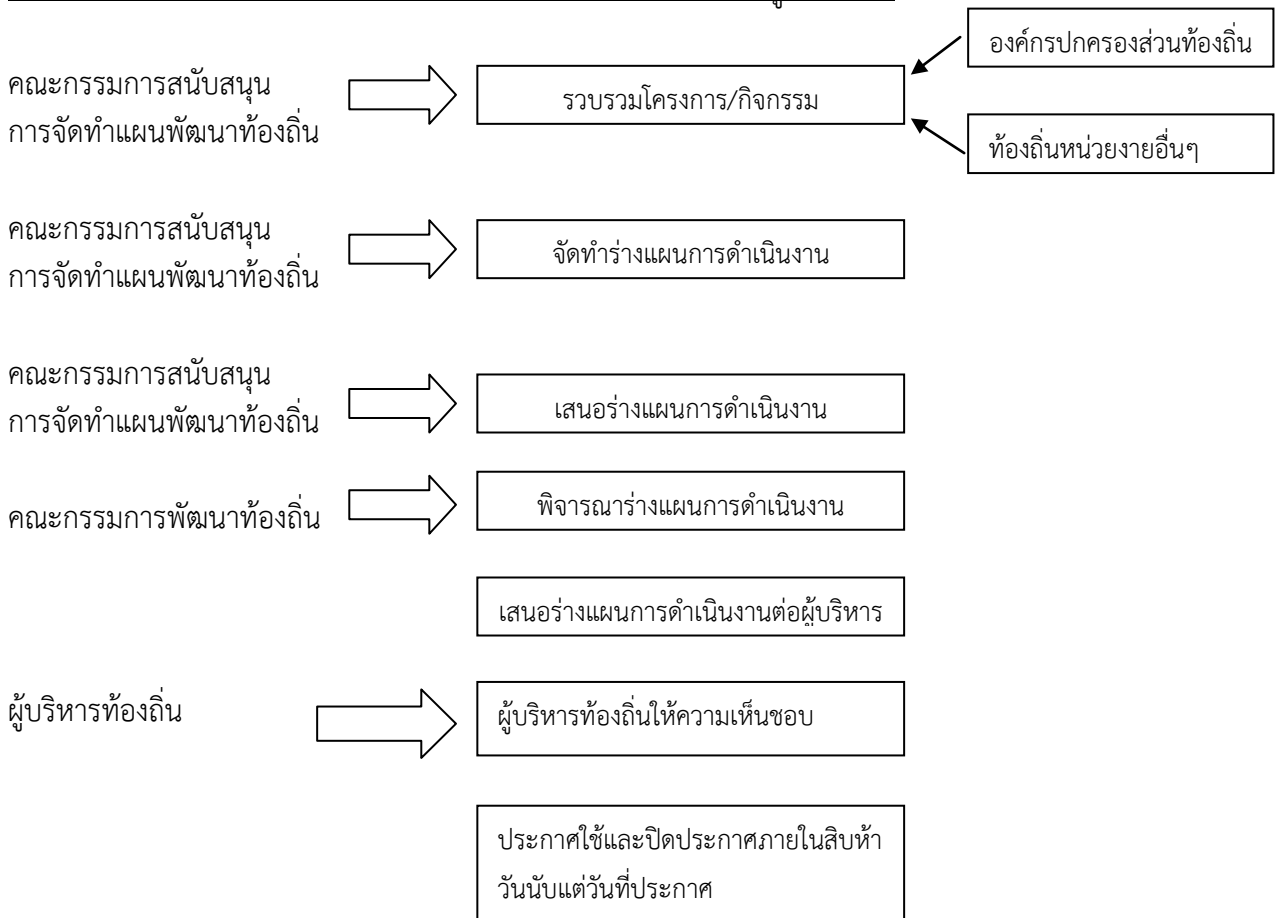 องค์กรปกครองส่วนท้องถิ่น
คณะกรรมการสนับสนุน
การจัดทำแผนพัฒนาท้องถิ่น
รวบรวมโครงการ/กิจกรรม
ท้องถิ่นหน่วยงายอื่นๆ
คณะกรรมการสนับสนุน
การจัดทำแผนพัฒนาท้องถิ่น
จัดทำร่างแผนการดำเนินงาน
คณะกรรมการสนับสนุน
การจัดทำแผนพัฒนาท้องถิ่น
เสนอร่างแผนการดำเนินงาน
คณะกรรมการพัฒนาท้องถิ่น
พิจารณาร่างแผนการดำเนินงาน
เสนอร่างแผนการดำเนินงานต่อผู้บริหาร
ผู้บริหารท้องถิ่น
ผู้บริหารท้องถิ่นให้ความเห็นชอบ
ประกาศใช้และปิดประกาศภายในสิบห้า
วันนับแต่วันที่ประกาศ